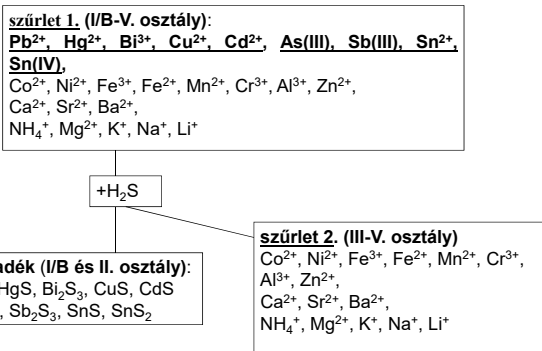 szűrlet 1. (I/B-V. osztály):
Pb²⁺, Hg²⁺, Bi³⁺, Cu²⁺, Cd²⁺, As(III), Sb(III), Sn²⁺,
Sn(IV),
Co²⁺, Ni²⁺, Fe³⁺, Fe²⁺, Mn²⁺, Cr³⁺, Al³⁺, Zn²⁺,
Ca²⁺, Sr²⁺, Ba²⁺,
NH₄⁺, Mg²⁺, K⁺, Na⁺, Li⁺
+H₂S
adék (I/B és II. osztály):
HgS, Bi₂S₃, CuS, CdS
, Sb₂S₃, SnS, SnS₂
szűrlet 2. (III-V. osztály)
Co²⁺, Ni²⁺, Fe³⁺, Fe²⁺, Mn²⁺, Cr³⁺,
Al³⁺, Zn²⁺,
Ca²⁺, Sr²⁺, Ba²⁺,
NH₄⁺, Mg²⁺, K⁺, Na⁺, Li⁺